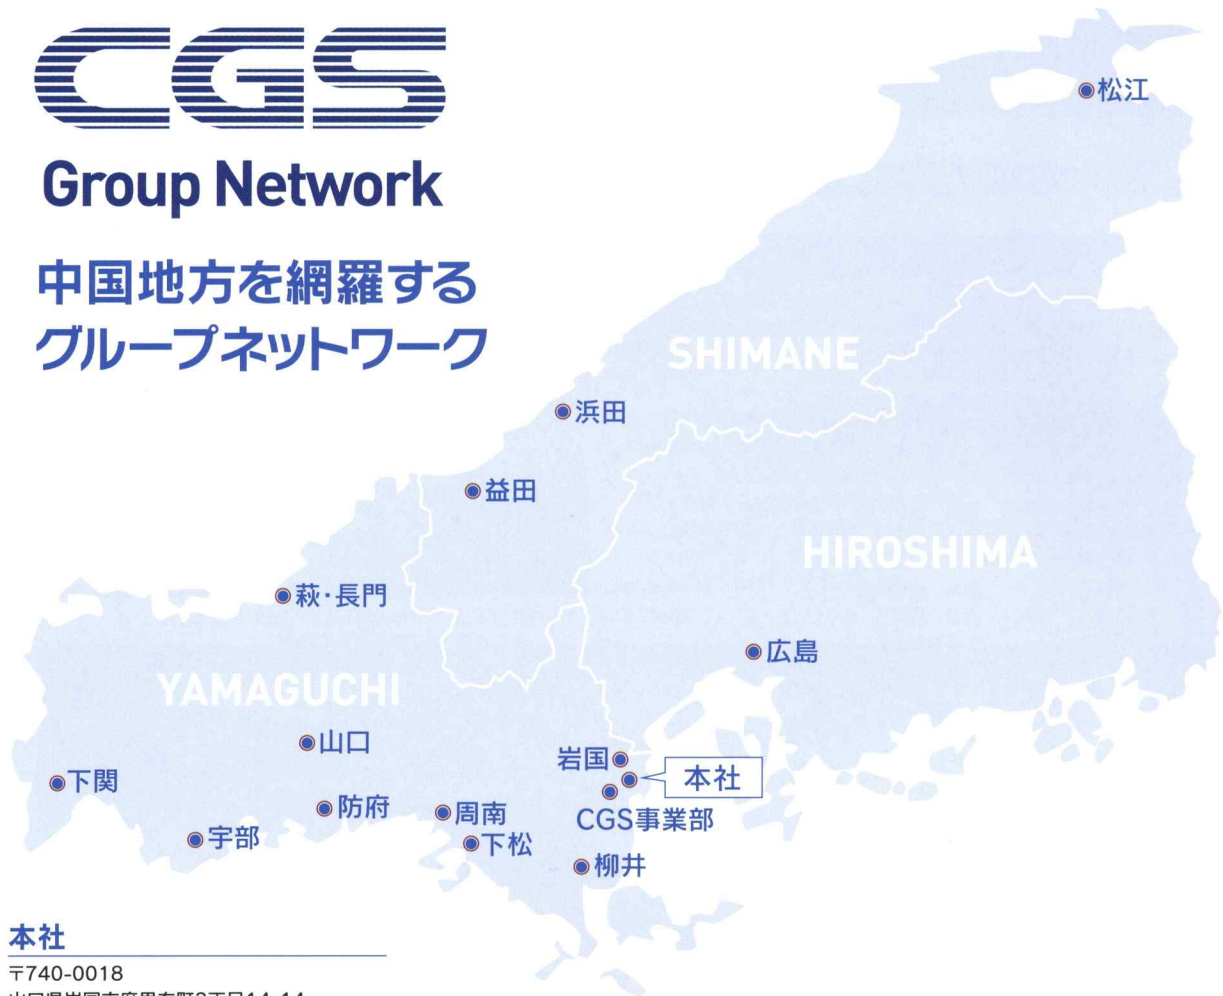 CGS
Group Network
中国地方を網羅する
グループネットワーク
松江
SHIMANE
浜田
益田
HIROSHIMA
萩・長門
広島
YAMAGUCHI
山口
岩国
本社
下関
防府
周南
CGS事業部
宇部
下松
柳井
本社
〒740-0018